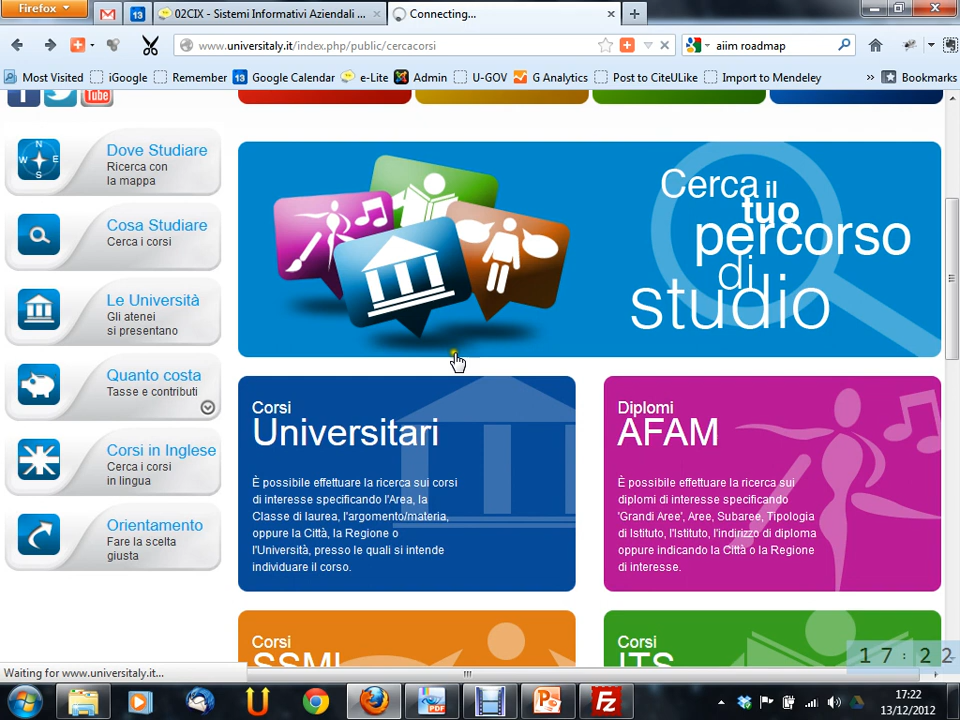 Firefox
02CIX - Sistemi Informativi Aziendali ...
Connecting...
www.universitaly.it/index.php/public/cercacorsi
aiim roadmap
Most Visited
iGoogle
Remember
13
Google Calendar
e-Lite
Admin
U-GOV
G Analytics
Post to CiteULike
Import to Mendeley
»
Bookmarks
You
Tube
N
W
E
S
Dove Studiare
Ricerca con
la mappa
Cosa Studiare
Cerca i corsi
Le Università
Gli atenei
si presentano
Quanto costa
Tasse e contributi
Corsi in Inglese
Cerca i corsi
in lingua
Orientamento
Fare la scelta
giusta
Cerca il
tuo
percorso
di
studio
Corsi
Universitari
È possibile effettuare la ricerca sui corsi
di interesse specificando l'Area, la
Classe di laurea, l'argomento/materia,
oppure la Città, la Regione o
l'Università, presso le quali si intende
individuare il corso.
Diplomi
AFAM
È possibile effettuare la ricerca sui
diplomi di interesse specificando
'Grandi Aree', Aree, Subaree, Tipologia
di Istituto, l'Istituto, l'indirizzo di diploma
oppure indicando la Città o la Regione
di interesse.
Corsi
SSML
Corsi
ITS
17:22
Waiting for www.universitaly.it...
17:22
13/12/2012